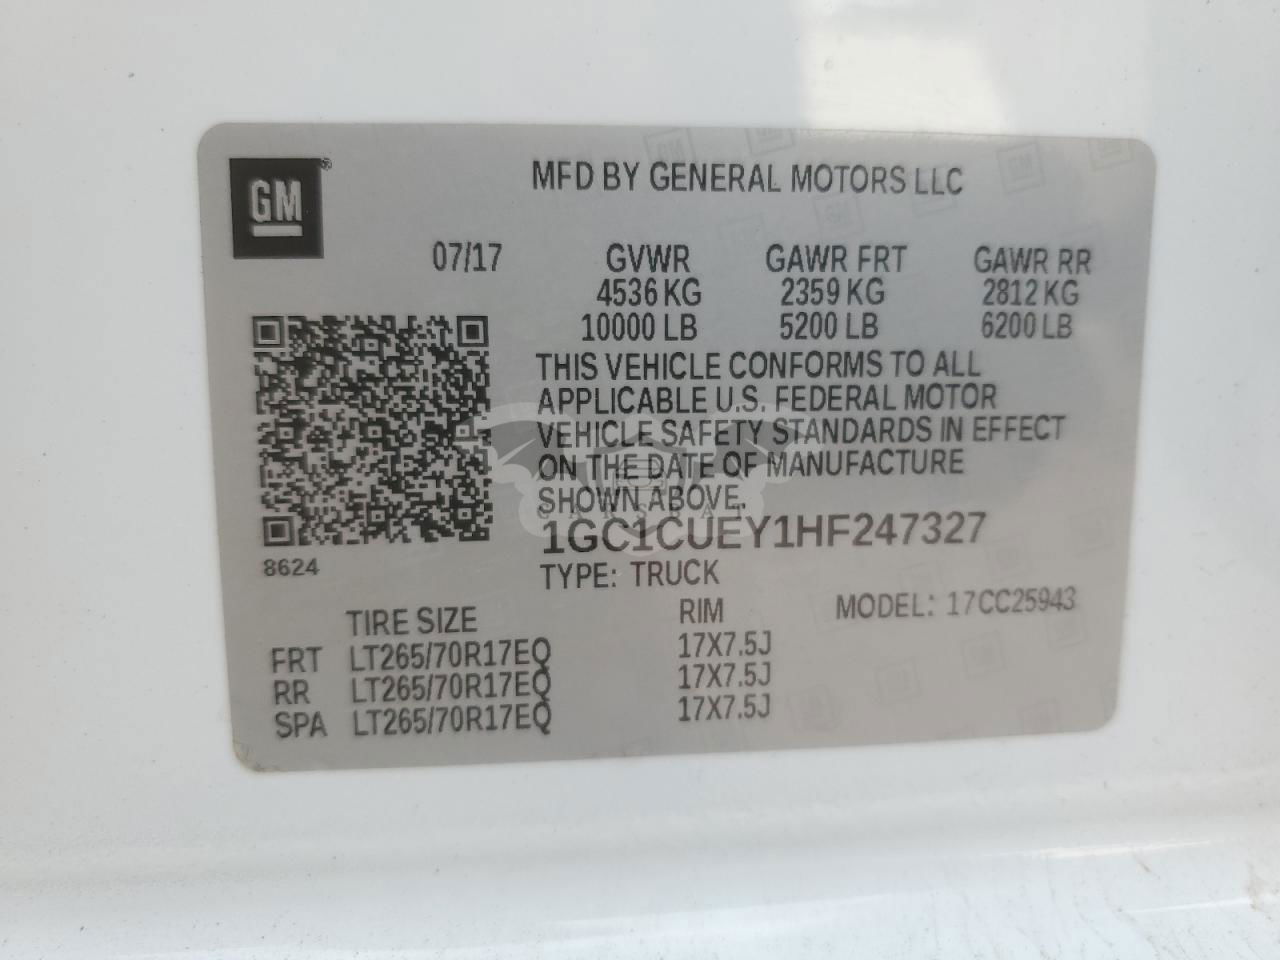 GM
MFD BY GENERAL MOTORS LLC
07/17 GVWR GAWR FRT GAWR RR
4536 KG 2359 KG 2812 KG
10000 LB 5200 LB 6200 LB
THIS VEHICLE CONFORMS TO ALL
APPLICABLE U.S. FEDERAL MOTOR
VEHICLE SAFETY STANDARDS IN EFFECT
ON THE DATE OF MANUFACTURE
SHOWN ABOVE.
1GC1CUEY1HF247327
8624
TYPE: TRUCK
TIRE SIZE RIM MODEL: 17CC25943
FRT LT265/70R17EQ 17X7.5J
RR LT265/70R17EQ 17X7.5J
SPA LT265/70R17EQ 17X7.5J